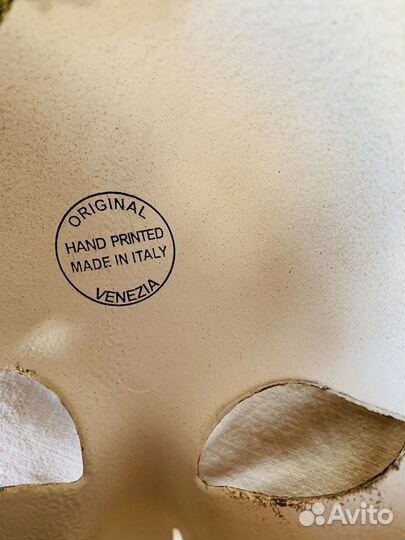 ORIGINAL
HAND PRINTED
MADE IN ITALY
VENEZIA
Avito